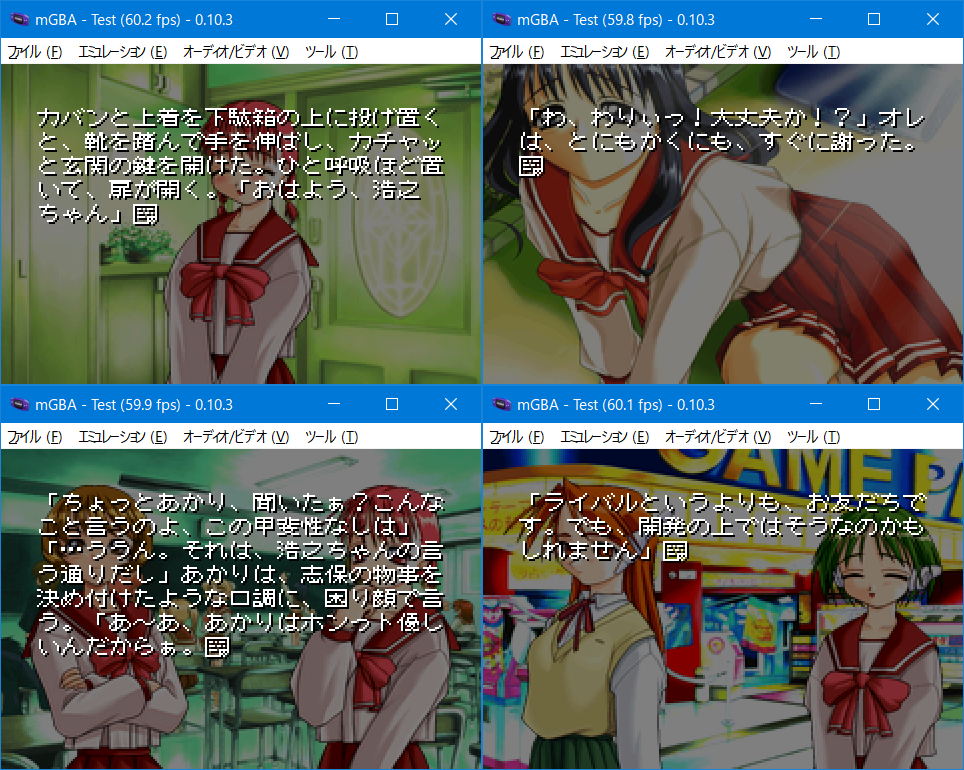 mGBA - Test (60.2 fps) - 0.10.3
ファイル (F) エミュレーション (E) オーディオ/ビデオ (V) ツール (T)
カバンと上着を下駄箱の上に投げ置く
と、靴を踏んで手を伸ばし、カチャッ
と玄関の鍵を開けた。ひと呼吸ほど置
いて、扉が開く。「おはよう、浩之
ちゃん」
mGBA - Test (59.8 fps) - 0.10.3
ファイル (F) エミュレーション (E) オーディオ/ビデオ (V) ツール (T)
「わ、わりぃっ!大丈夫か!?」オレ
は、とにもかくにも、すぐに謝った。
mGBA - Test (59.9 fps) - 0.10.3
ファイル (F) エミュレーション (E) オーディオ/ビデオ (V) ツール (T)
「ちょっとあかり、聞いたぁ?こんな
こと言うのよ、この甲斐性なしは」
「…ううん。それは、浩之ちゃんの言
う通りだし」あかりは、志保の物事を
決め付けたような口調に、困り顔で言
う。「あ〜あ、あかりはホンっト優し
いんだからぁ。
mGBA - Test (60.1 fps) - 0.10.3
ファイル (F) エミュレーション (E) オーディオ/ビデオ (V) ツール (T)
GAME PA
「ライバルというよりも、お友だちで
す。でも、開発の上ではそうなのかも
しれません」